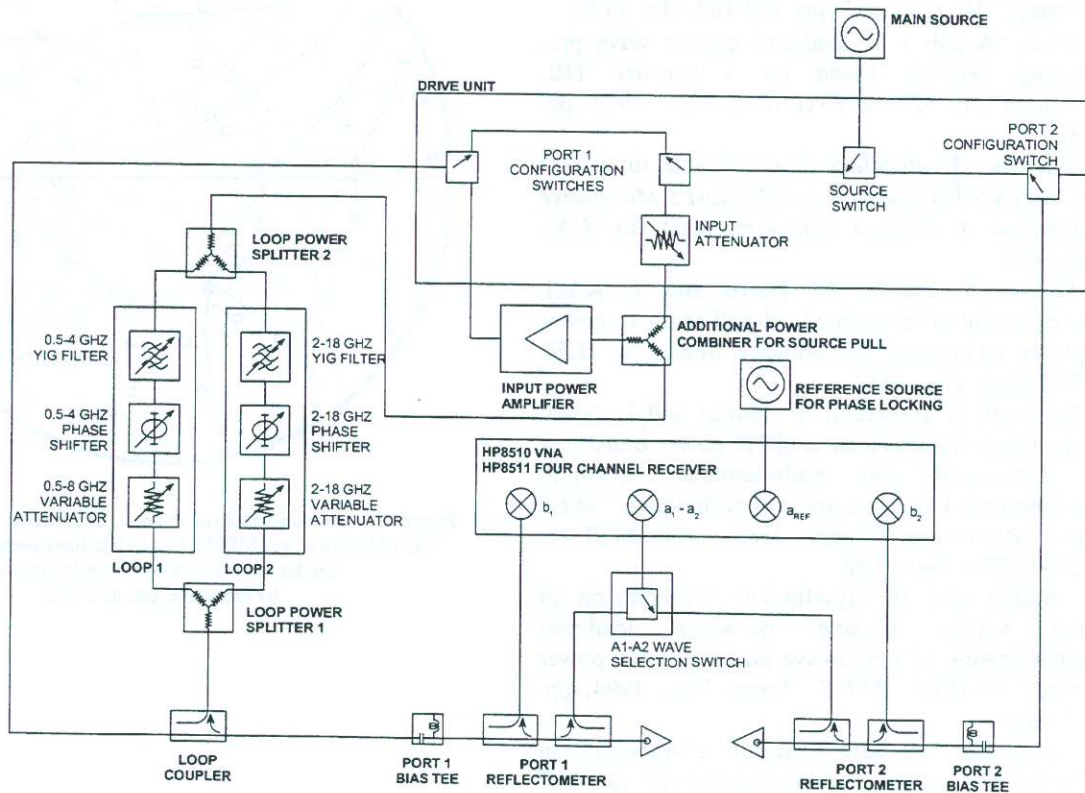 MAIN SOURCE
DRIVE UNIT
PORT 1
CONFIGURATION
SWITCHES
PORT 2
CONFIGURATION
SWITCH
SOURCE
SWITCH
INPUT
ATTENUATOR
LOOP POWER
SPLITTER 2
0.5-4 GHZ
YIG FILTER
2-18 GHZ
YIG FILTER
ADDITIONAL POWER
COMBINER FOR SOURCE PULL
INPUT POWER
AMPLIFIER
REFERENCE SOURCE
FOR PHASE LOCKING
0.5-4 GHZ
PHASE
SHIFTER
2-18 GHZ
PHASE
SHIFTER
HP8510 VNA
HP8511 FOUR CHANNEL RECEIVER
0.5-8 GHZ
VARIABLE
ATTENUATOR
2-18 GHZ
VARIABLE
ATTENUATOR
b₁
a₁ - a₂
a_REF
b₂
LOOP 1
LOOP 2
LOOP POWER
SPLITTER 1
A1-A2 WAVE
SELECTION SWITCH
LOOP
COUPLER
PORT 1
BIAS TEE
PORT 1
REFLECTOMETER
PORT 2
REFLECTOMETER
PORT 2
BIAS TEE